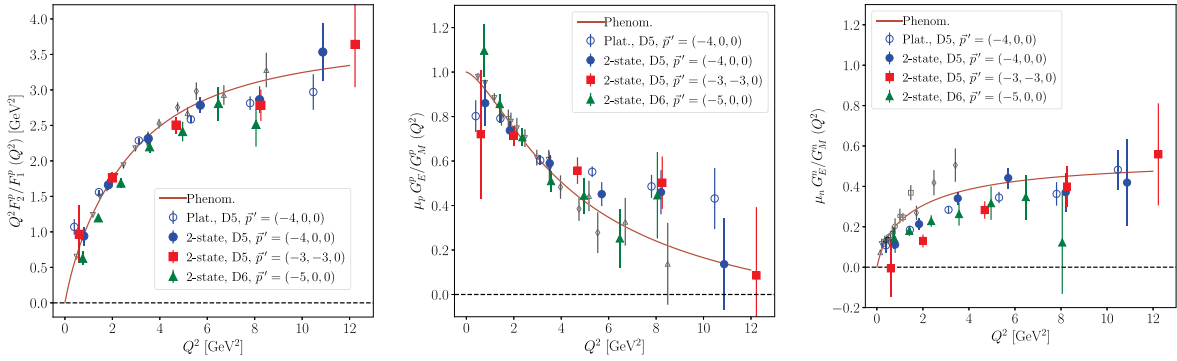 4.0
3.5
3.0
2.5
2.0
1.5
1.0
0.5
0.0
Q²F₂ᵖ/F₁ᵖ (Q²) [GeV²]
Phenom.
Plat., D5, p⃗′ = (−4, 0, 0)
2-state, D5, p⃗′ = (−4, 0, 0)
2-state, D5, p⃗′ = (−3, −3, 0)
2-state, D6, p⃗′ = (−5, 0, 0)
0 2 4 6 8 10 12
Q² [GeV²]
1.2
1.0
0.8
0.6
0.4
0.2
0.0
μₚ Gᴱᵖ/Gᴹᵖ (Q²)
Phenom.
Plat., D5, p⃗′ = (−4, 0, 0)
2-state, D5, p⃗′ = (−4, 0, 0)
2-state, D5, p⃗′ = (−3, −3, 0)
2-state, D6, p⃗′ = (−5, 0, 0)
0 2 4 6 8 10 12
Q² [GeV²]
1.2
1.0
0.8
0.6
0.4
0.2
0.0
−0.2
μₙ Gᴱⁿ/Gᴹⁿ (Q²)
Phenom.
Plat., D5, p⃗′ = (−4, 0, 0)
2-state, D5, p⃗′ = (−4, 0, 0)
2-state, D5, p⃗′ = (−3, −3, 0)
2-state, D6, p⃗′ = (−5, 0, 0)
0 2 4 6 8 10 12
Q² [GeV²]